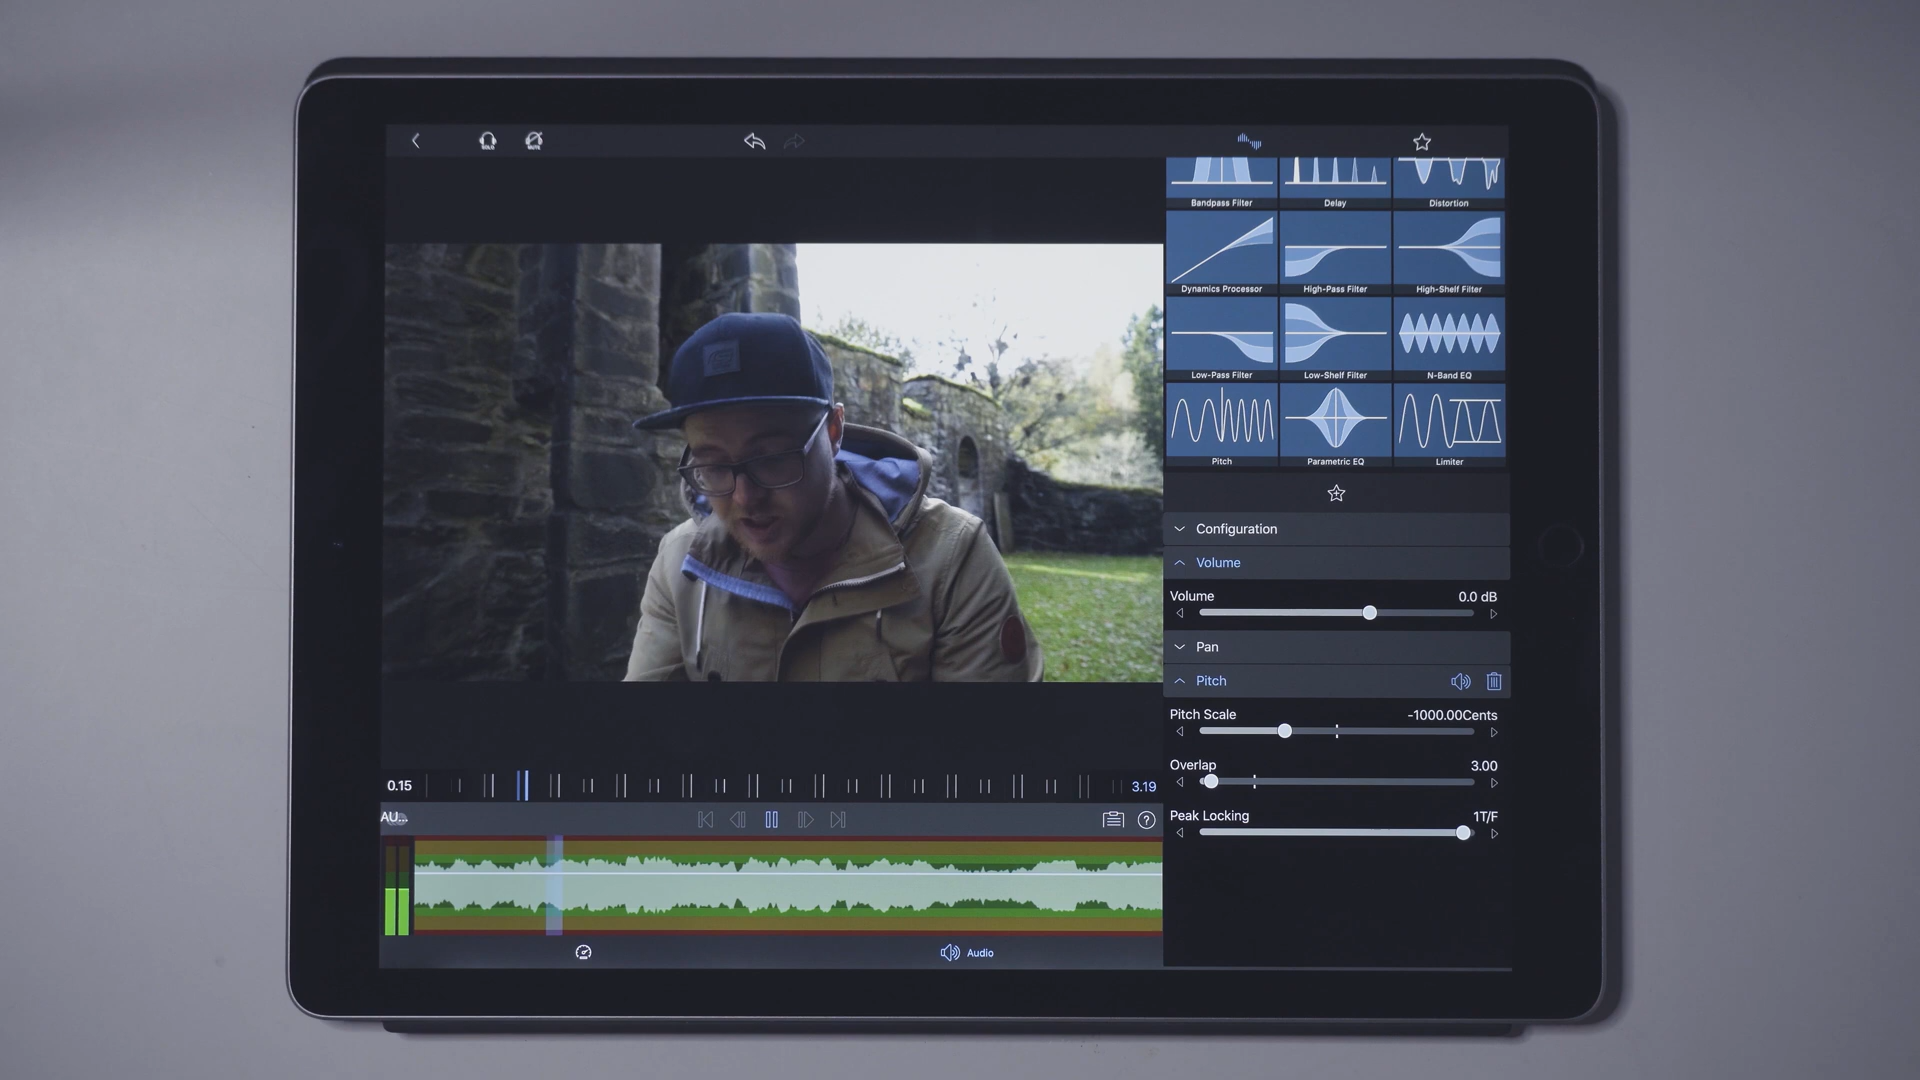 SOLO
MUTE
Bandpass Filter
Delay
Distortion
Dynamics Processor
High-Pass Filter
High-Shelf Filter
Low-Pass Filter
Low-Shelf Filter
N-Band EQ
Pitch
Parametric EQ
Limiter
Configuration
Volume
Volume 0.0 dB
Pan
Pitch
Pitch Scale -1000.00Cents
Overlap 3.00
Peak Locking 1T/F
0.15
3.19
AU...
Audio